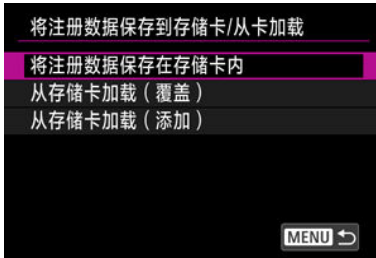 将注册数据保存到存储卡/从卡加载
将注册数据保存在存储卡内
从存储卡加载（覆盖）
从存储卡加载（添加）
MENU